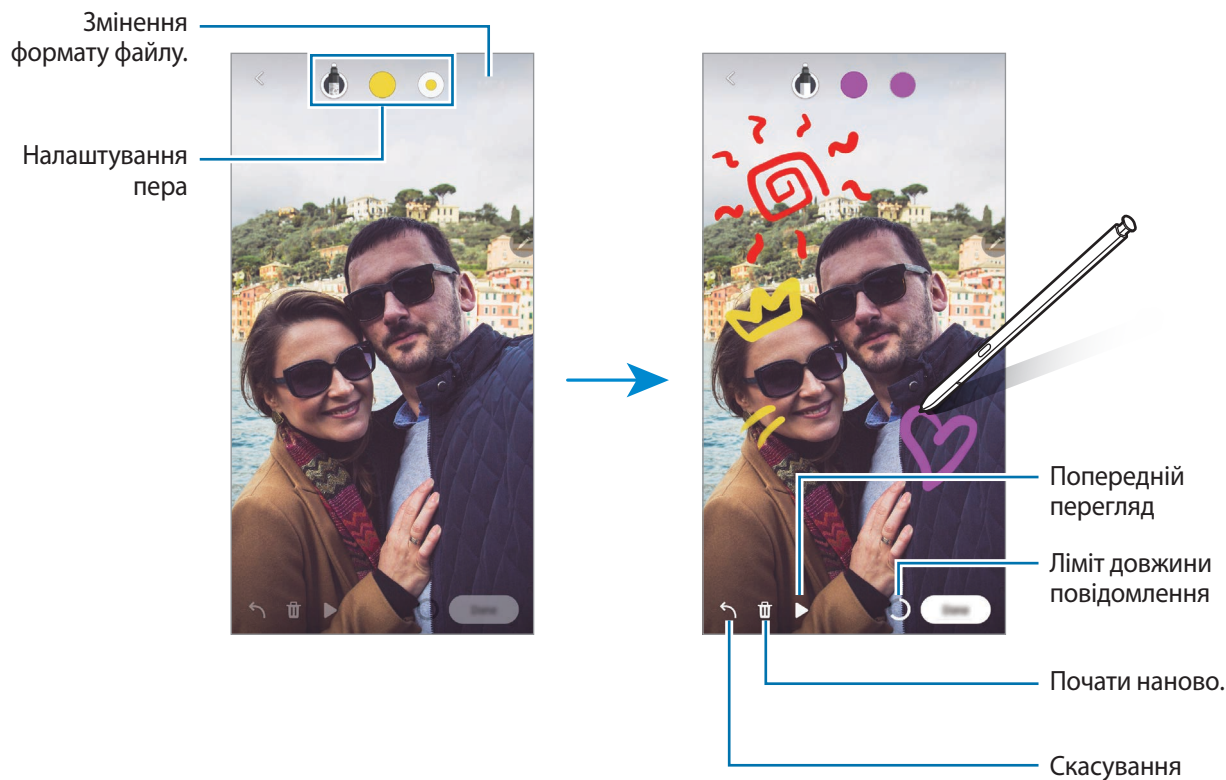 Змінення
формату файлу.
Налаштування
пера
Попередній
перегляд
Ліміт довжини
повідомлення
Почати наново.
Скасування